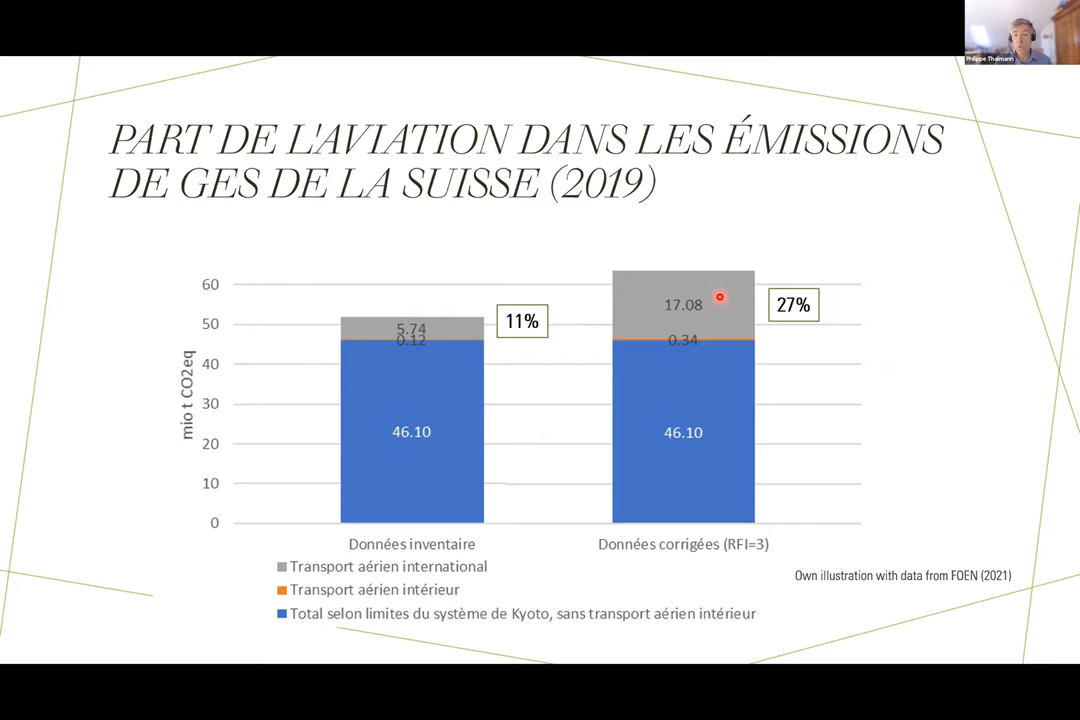 Philippe Thalmann
PART DE L'AVIATION DANS LES ÉMISSIONS
DE GES DE LA SUISSE (2019)
mio t CO2eq
60
50
40
30
20
10
0
5.74
0.12
46.10
11%
17.08
0.34
46.10
27%
Données inventaire
Données corrigées (RFI=3)
Transport aérien international
Transport aérien intérieur
Total selon limites du système de Kyoto, sans transport aérien intérieur
Own illustration with data from FOEN (2021)